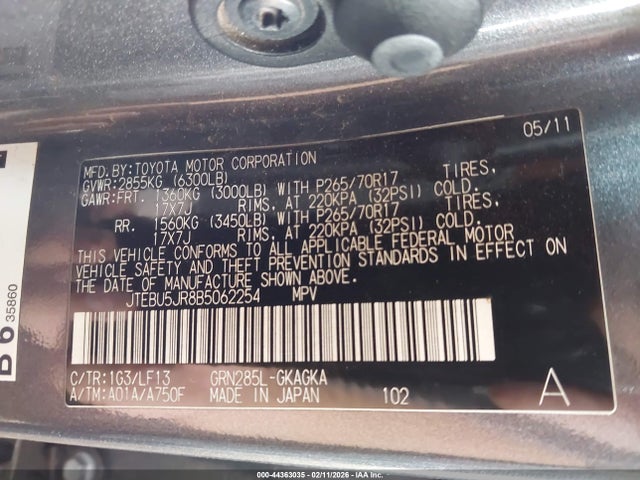 05/11
MFD.BY:TOYOTA MOTOR CORPORATION
GVWR:2855KG (6300LB)
GAWR:FRT. 1360KG (3000LB) WITH P265/70R17 TIRES,
17X7J RIMS, AT 220KPA (32PSI) COLD.
RR. 1560KG (3450LB) WITH P265/70R17 TIRES,
17X7J RIMS, AT 220KPA (32PSI) COLD.
THIS VEHICLE CONFORMS TO ALL APPLICABLE FEDERAL MOTOR
VEHICLE SAFETY AND THEFT PREVENTION STANDARDS IN EFFECT ON
THE DATE OF MANUFACTURE SHOWN ABOVE.
JTEBU5JR8B5062254 MPV
C/TR:1G3/LF13 GRN285L-GKAGKA
A/TM:A01A/A750F MADE IN JAPAN 102 A
35860
000-44363035 - 02/11/2026 - COPART